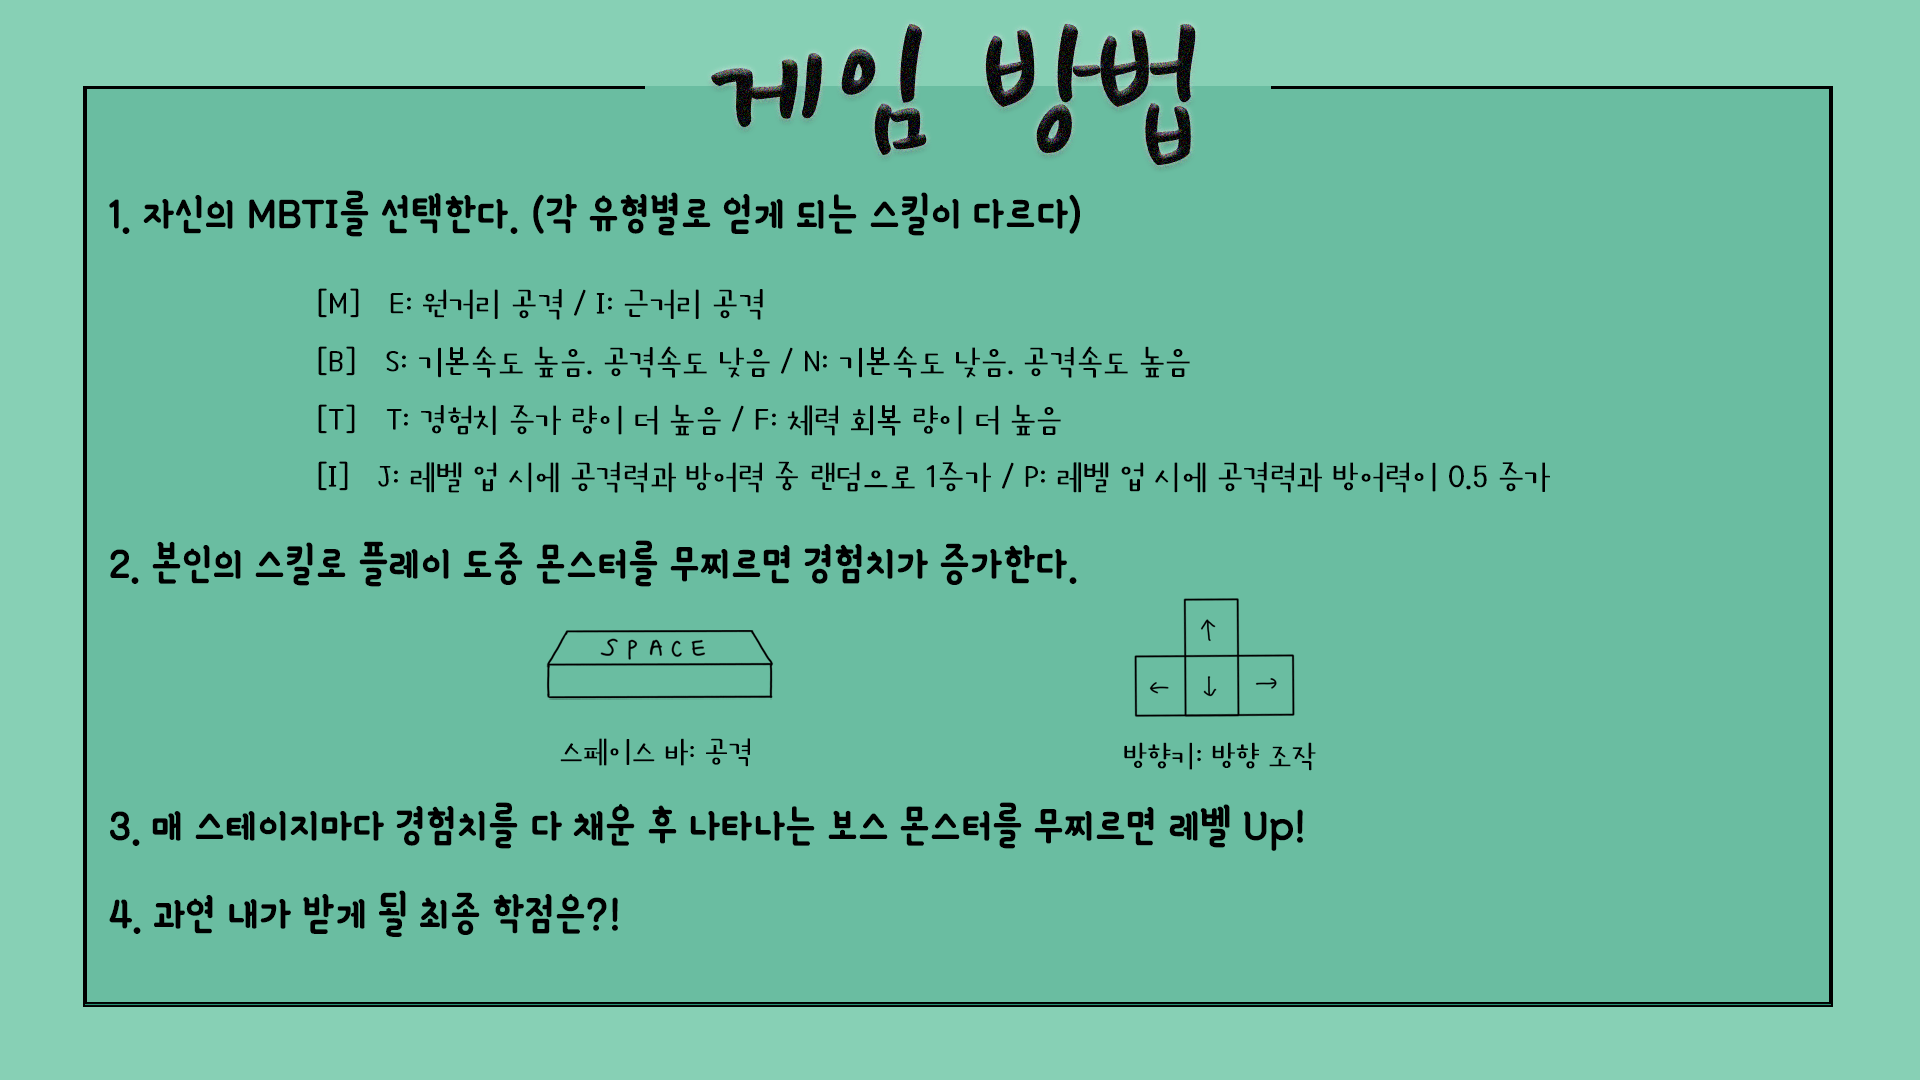 게임 방법
1. 자신의 MBTI를 선택한다. (각 유형별로 얻게 되는 스킬이 다르다)
[M] E: 원거리 공격 / I: 근거리 공격
[B] S: 기본속도 높음. 공격속도 낮음 / N: 기본속도 낮음. 공격속도 높음
[T] T: 경험치 증가 량이 더 높음 / F: 체력 회복 량이 더 높음
[I] J: 레벨 업 시에 공격력과 방어력 중 랜덤으로 1증가 / P: 레벨 업 시에 공격력과 방어력이 0.5 증가
2. 본인의 스킬로 플레이 도중 몬스터를 무찌르면 경험치가 증가한다.
SPACE
↑
← ↓ →
스페이스 바: 공격
방향키: 방향 조작
3. 매 스테이지마다 경험치를 다 채운 후 나타나는 보스 몬스터를 무찌르면 레벨 Up!
4. 과연 내가 받게 될 최종 학점은?!